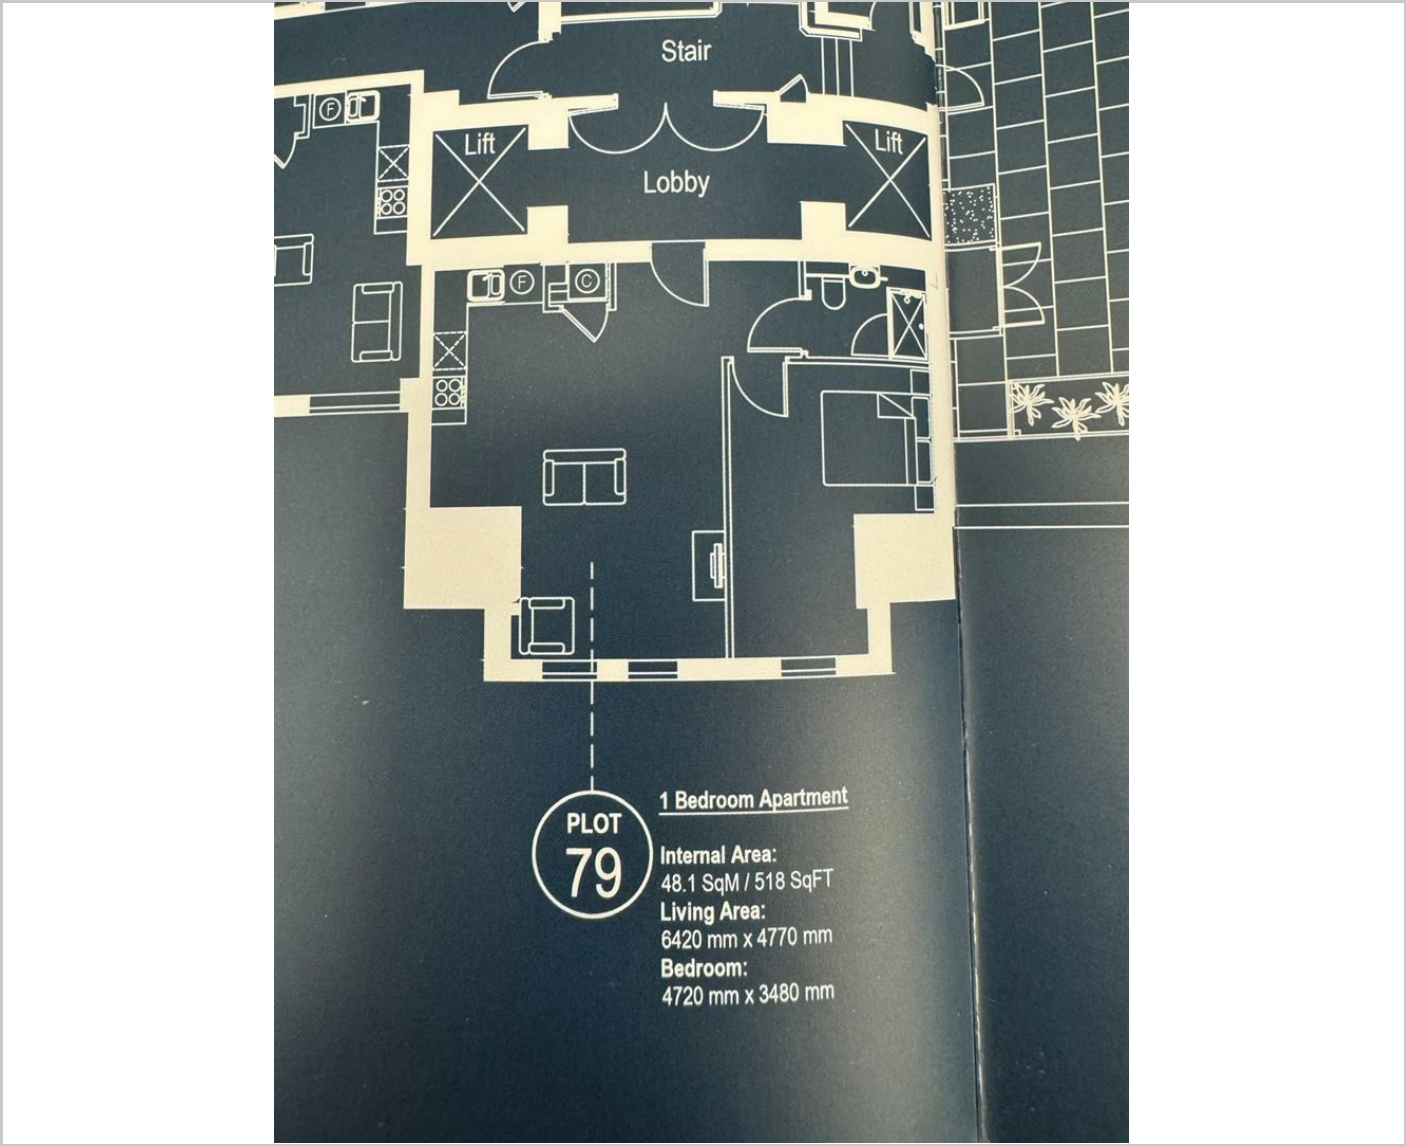 Stair
F
Lift
Lift
Lobby
F
C
PLOT
79
1 Bedroom Apartment
Internal Area:
48.1 SqM / 518 SqFT
Living Area:
6420 mm x 4770 mm
Bedroom:
4720 mm x 3480 mm